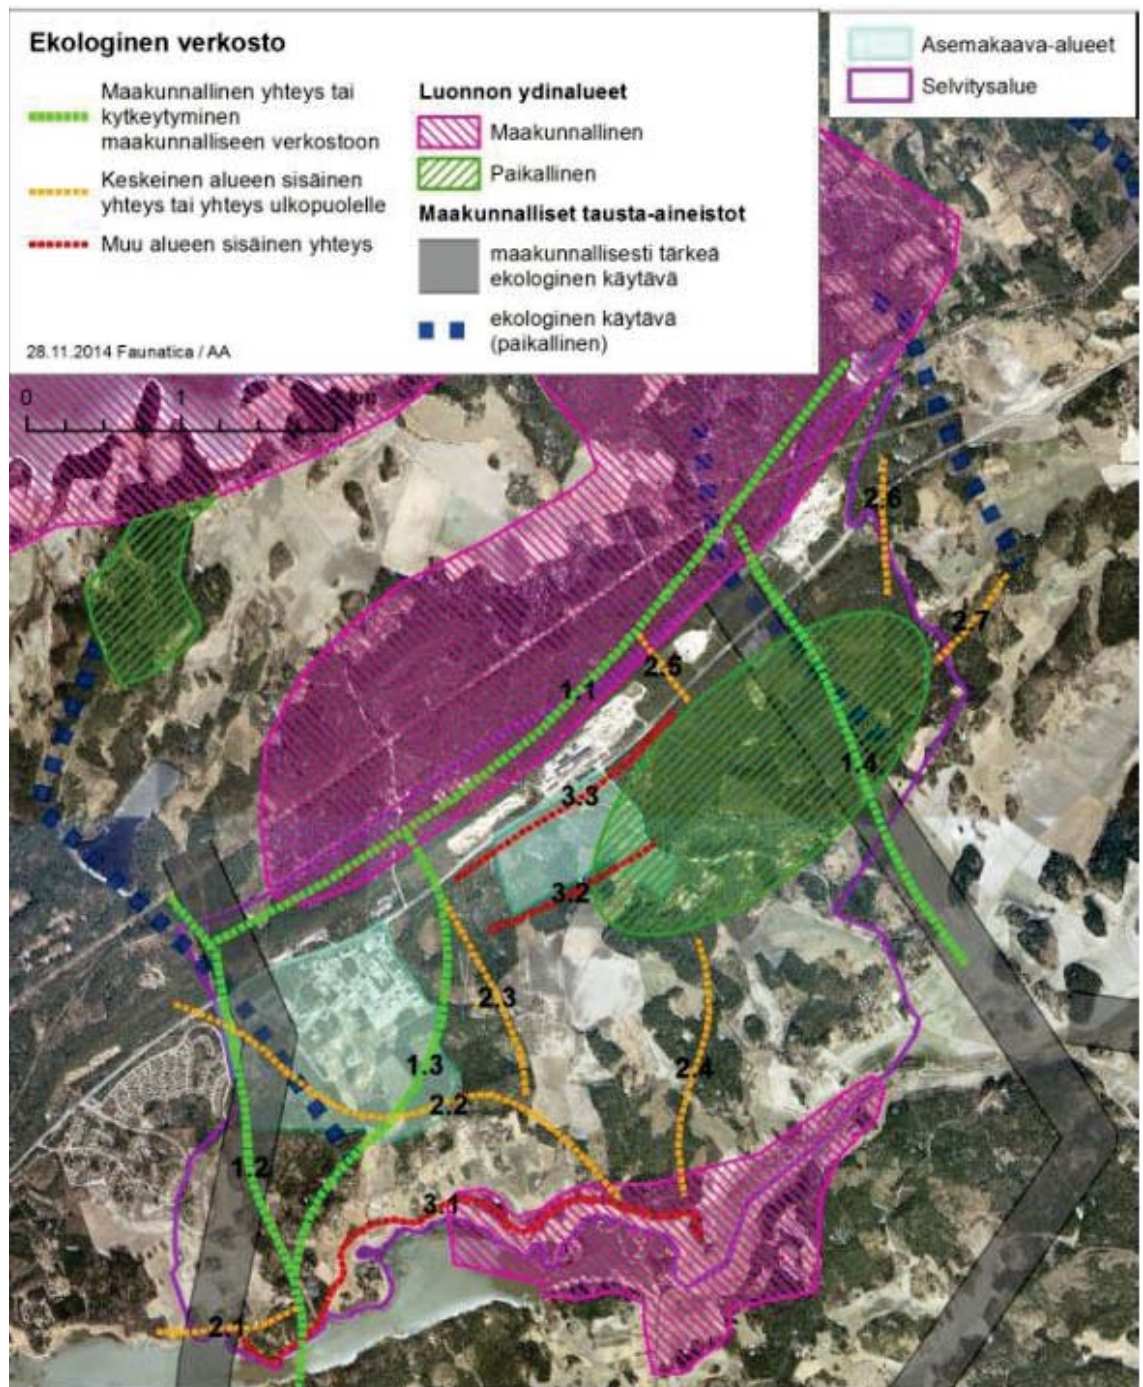 Ekologinen verkosto
Maakunnallinen yhteys tai
kytkeytyminen
maakunnalliseen verkostoon
Keskeinen alueen sisäinen
yhteys tai yhteys ulkopuolelle
Muu alueen sisäinen yhteys
28.11.2014 Faunatica / AA
Luonnon ydinalueet
Maakunnallinen
Paikallinen
Maakunnalliset tausta-aineistot
maakunnallisesti tärkeä
ekologinen käytävä
ekologinen käytävä
(paikallinen)
Asemakaava-alueet
Selvitysalue
0
1
2 km
2.6
2.7
2.5
1.1
1.4
3.3
3.2
2.3
1.3
2.4
2.2
1.2
3.1
2.1